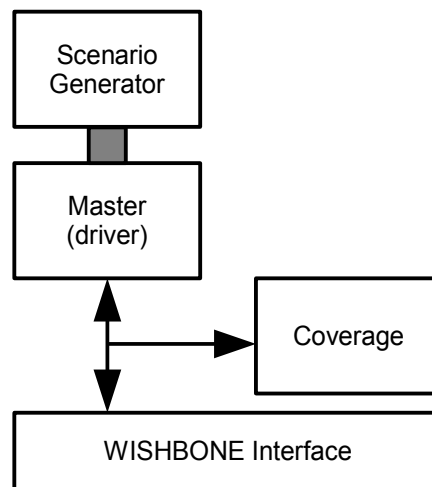 Scenario
Generator
Master
(driver)
Coverage
WISHBONE Interface